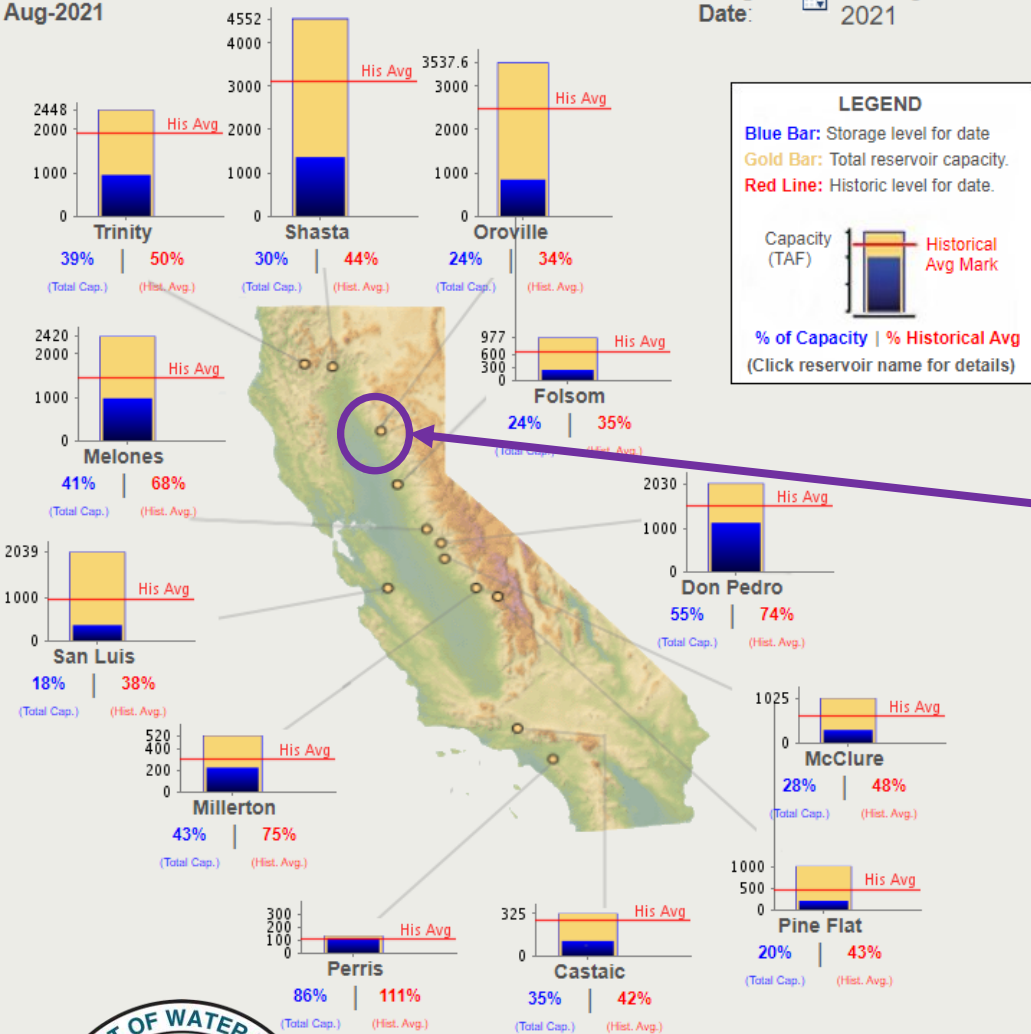 Aug-2021
Date:
2021
4552
4000
3000
2000
1000
0
His Avg
Shasta
30% | 44%
(Total Cap.) (Hist. Avg.)
3537.6
3000
2000
1000
0
His Avg
Oroville
24% | 34%
(Total Cap.) (Hist. Avg.)
2448
2000
1000
0
His Avg
Trinity
39% | 50%
(Total Cap.) (Hist. Avg.)
LEGEND
Blue Bar: Storage level for date
Gold Bar: Total reservoir capacity.
Red Line: Historic level for date.
Capacity
(TAF)
Historical
Avg Mark
% of Capacity | % Historical Avg
(Click reservoir name for details)
2420
2000
1000
0
His Avg
Melones
41% | 68%
(Total Cap.) (Hist. Avg.)
977
600
300
0
His Avg
Folsom
24% | 35%
(Total Cap.) (Hist. Avg.)
2030
1000
0
His Avg
Don Pedro
55% | 74%
(Total Cap.) (Hist. Avg.)
2039
1000
0
His Avg
San Luis
18% | 38%
(Total Cap.) (Hist. Avg.)
1025
0
His Avg
McClure
28% | 48%
(Total Cap.) (Hist. Avg.)
520
400
200
0
His Avg
Millerton
43% | 75%
(Total Cap.) (Hist. Avg.)
1000
500
0
His Avg
Pine Flat
20% | 43%
(Total Cap.) (Hist. Avg.)
300
200
100
0
His Avg
Perris
86% | 111%
(Total Cap.) (Hist. Avg.)
325
0
His Avg
Castaic
35% | 42%
(Total Cap.) (Hist. Avg.)
OF WATER